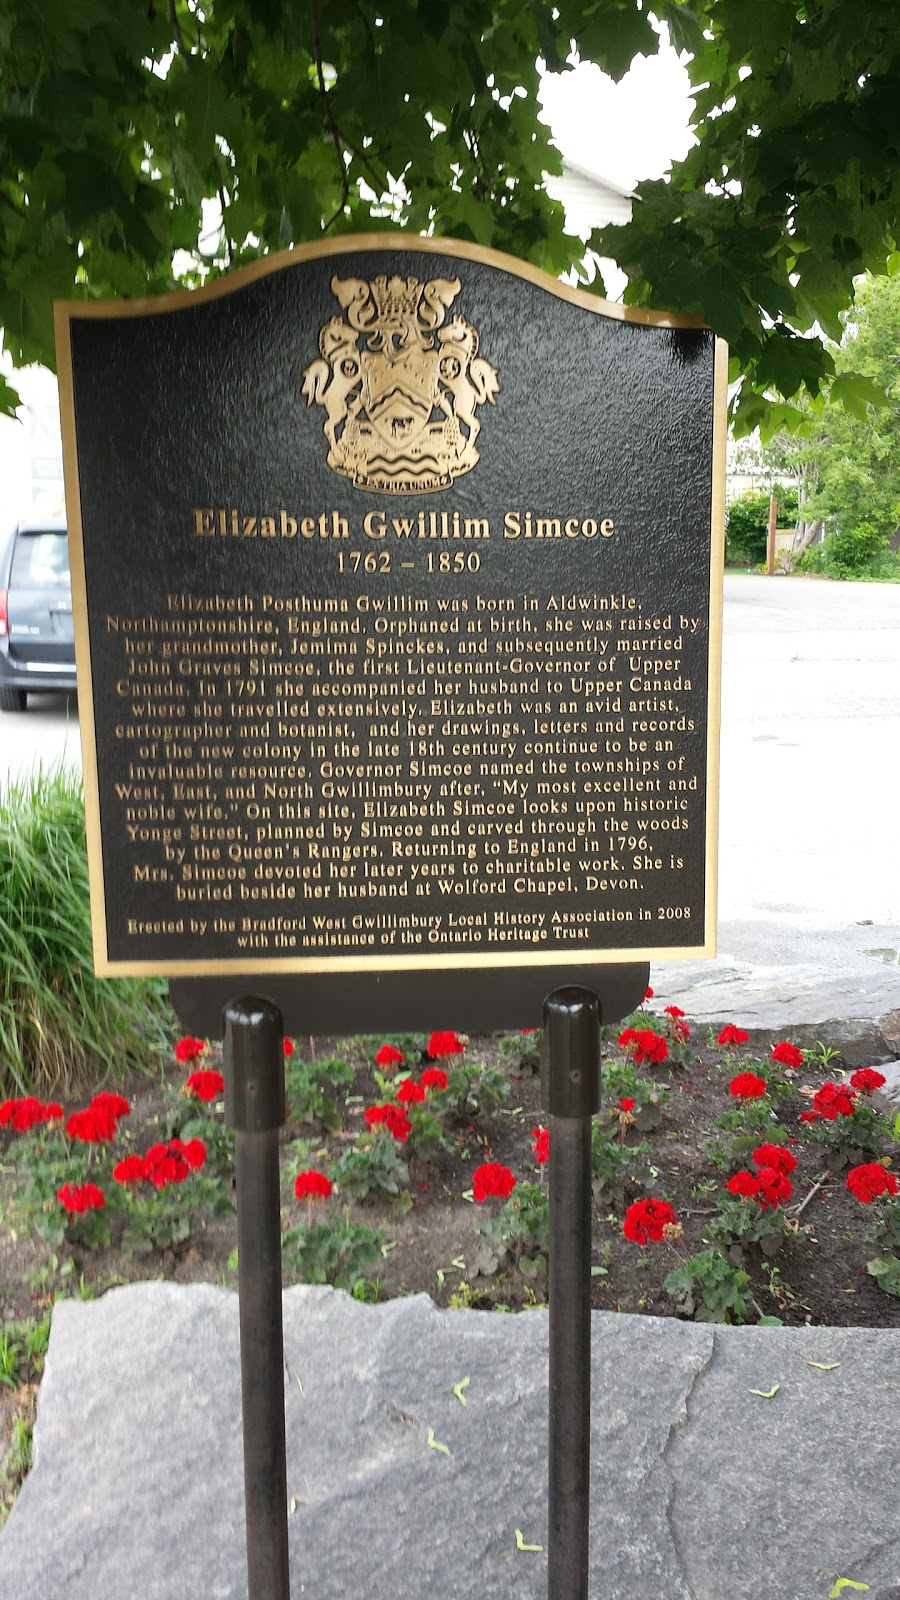 EX TRIA UNUM
Elizabeth Gwillim Simcoe
1762 – 1850
Elizabeth Posthuma Gwillim was born in Aldwinkle,
Northamptonshire, England. Orphaned at birth, she was raised by
her grandmother, Jemima Spinckes, and subsequently married
John Graves Simcoe, the first Lieutenant-Governor of Upper
Canada. In 1791 she accompanied her husband to Upper Canada
where she travelled extensively. Elizabeth was an avid artist,
cartographer and botanist, and her drawings, letters and records
of the new colony in the late 18th century continue to be an
invaluable resource. Governor Simcoe named the townships of
West, East, and North Gwillimbury after, "My most excellent and
noble wife." On this site, Elizabeth Simcoe looks upon historic
Yonge Street, planned by Simcoe and carved through the woods
by the Queen's Rangers. Returning to England in 1796,
Mrs. Simcoe devoted her later years to charitable work. She is
buried beside her husband at Wolford Chapel, Devon.
Erected by the Bradford West Gwillimbury Local History Association in 2008
with the assistance of the Ontario Heritage Trust